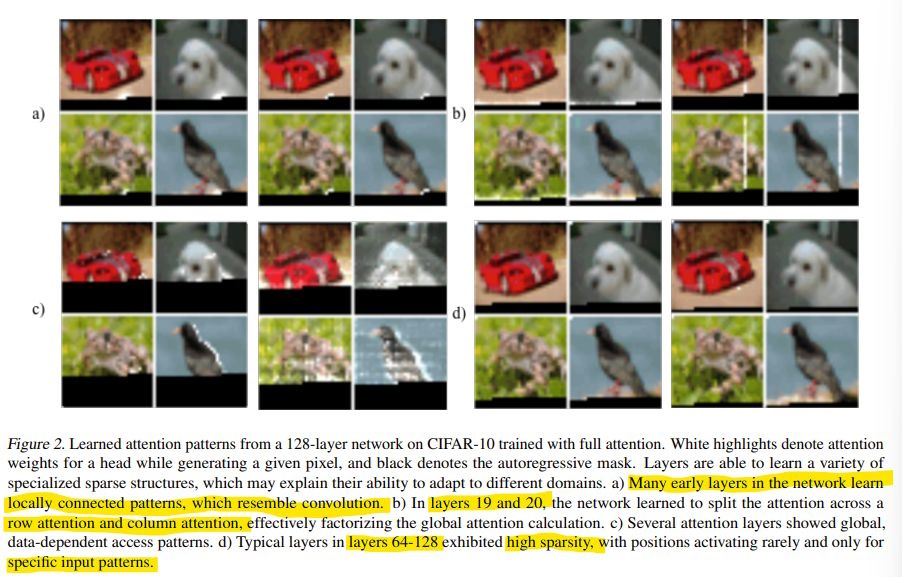 a)
b)
c)
d)
Figure 2. Learned attention patterns from a 128-layer network on CIFAR-10 trained with full attention. White highlights denote attention
weights for a head while generating a given pixel, and black denotes the autoregressive mask. Layers are able to learn a variety of
specialized sparse structures, which may explain their ability to adapt to different domains. a) Many early layers in the network learn
locally connected patterns, which resemble convolution. b) In layers 19 and 20, the network learned to split the attention across a
row attention and column attention, effectively factorizing the global attention calculation. c) Several attention layers showed global,
data-dependent access patterns. d) Typical layers in layers 64-128 exhibited high sparsity, with positions activating rarely and only for
specific input patterns.